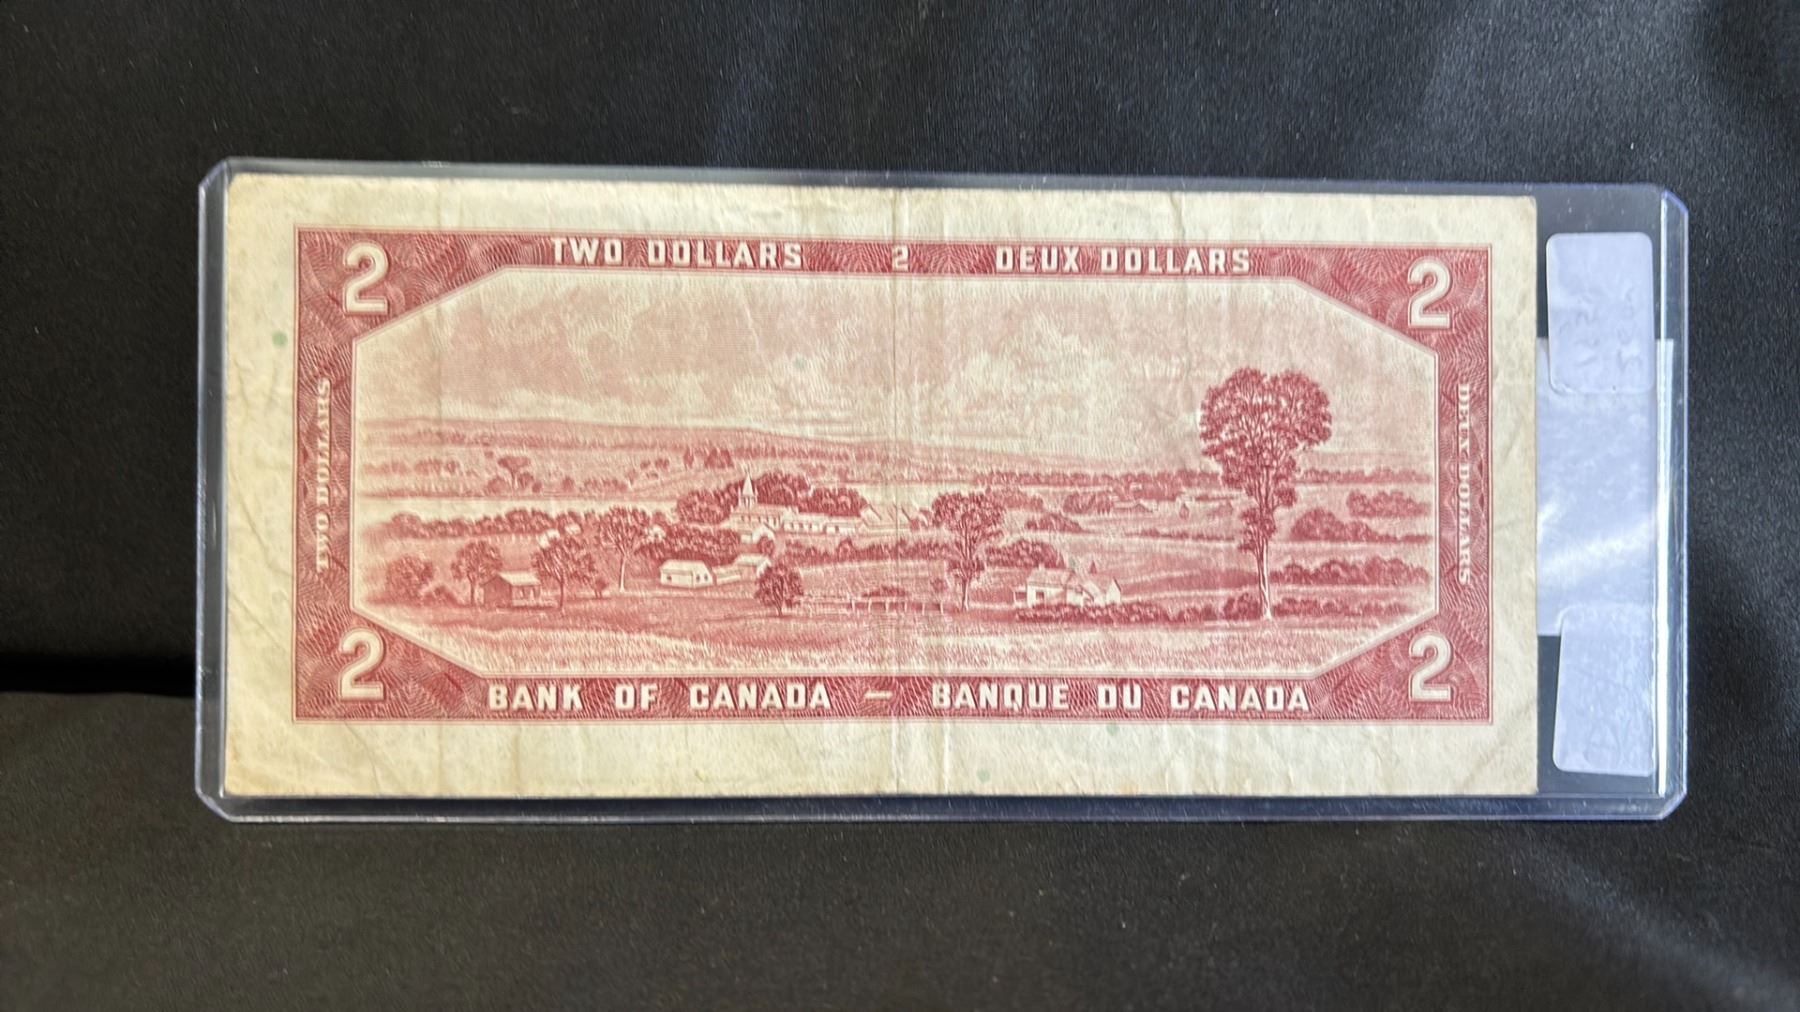 2 TWO DOLLARS 2 DEUX DOLLARS 2
TWO DOLLARS
DEUX DOLLARS
2 BANK OF CANADA — BANQUE DU CANADA 2